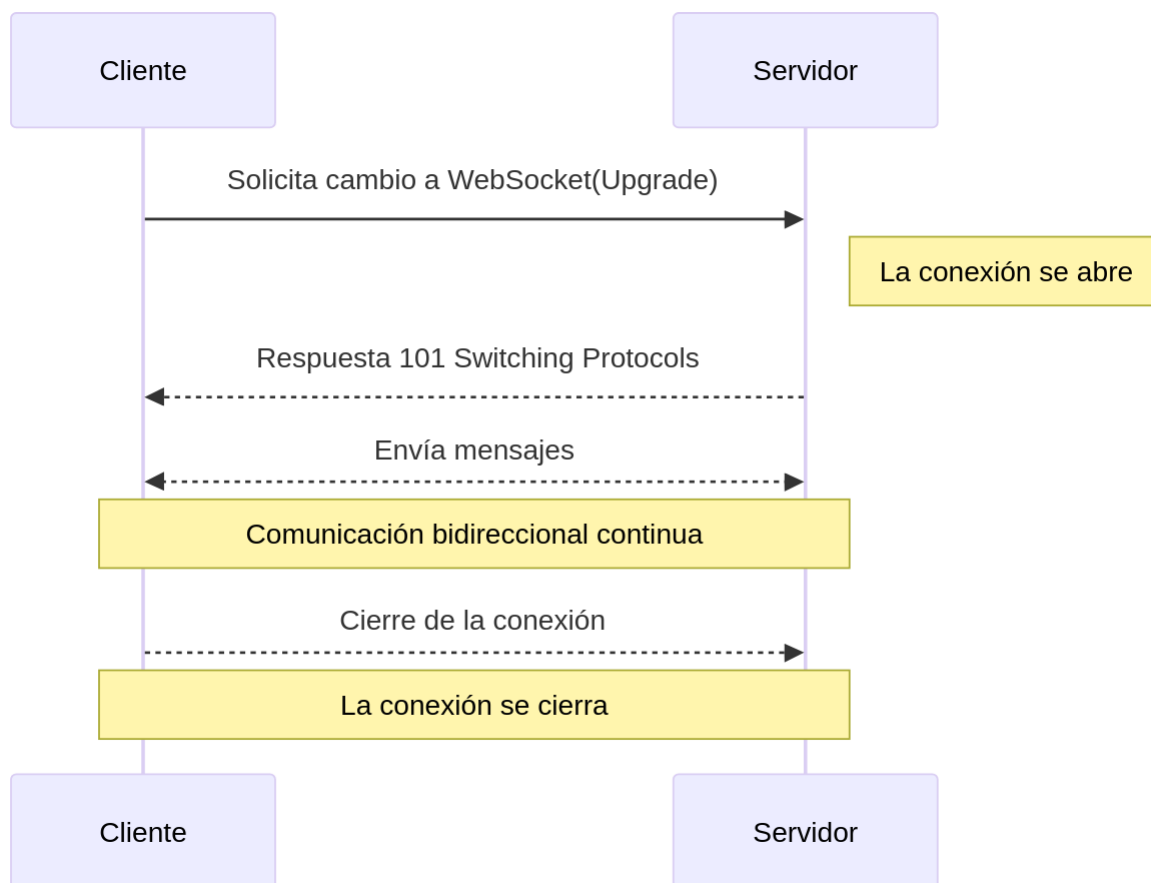 Cliente
Servidor
Solicita cambio a WebSocket(Upgrade)
La conexión se abre
Respuesta 101 Switching Protocols
Envía mensajes
Comunicación bidireccional continua
Cierre de la conexión
La conexión se cierra
Cliente
Servidor